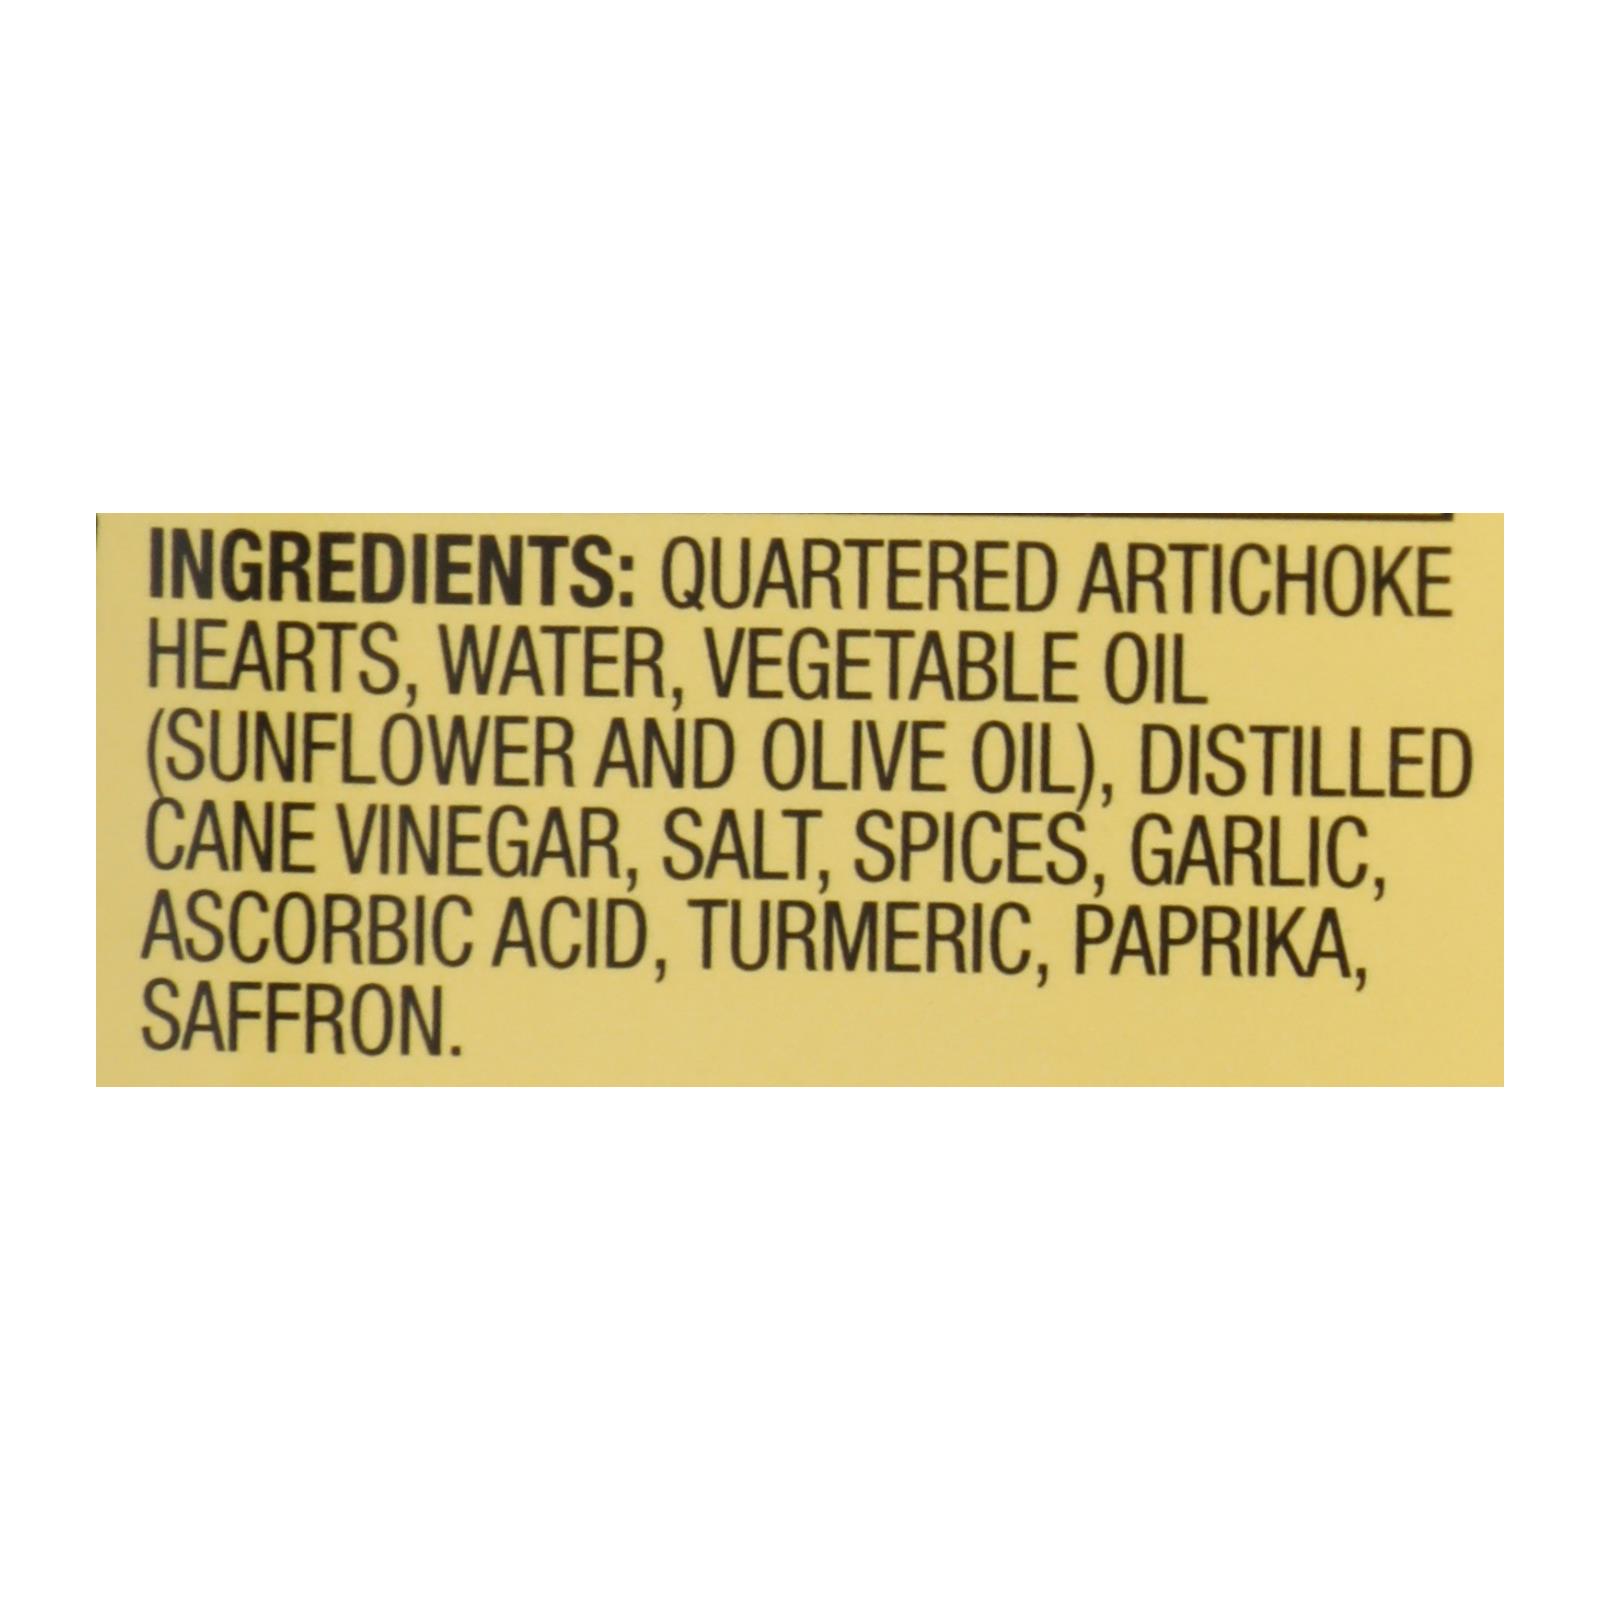 INGREDIENTS: QUARTERED ARTICHOKE
HEARTS, WATER, VEGETABLE OIL
(SUNFLOWER AND OLIVE OIL), DISTILLED
CANE VINEGAR, SALT, SPICES, GARLIC,
ASCORBIC ACID, TURMERIC, PAPRIKA,
SAFFRON.